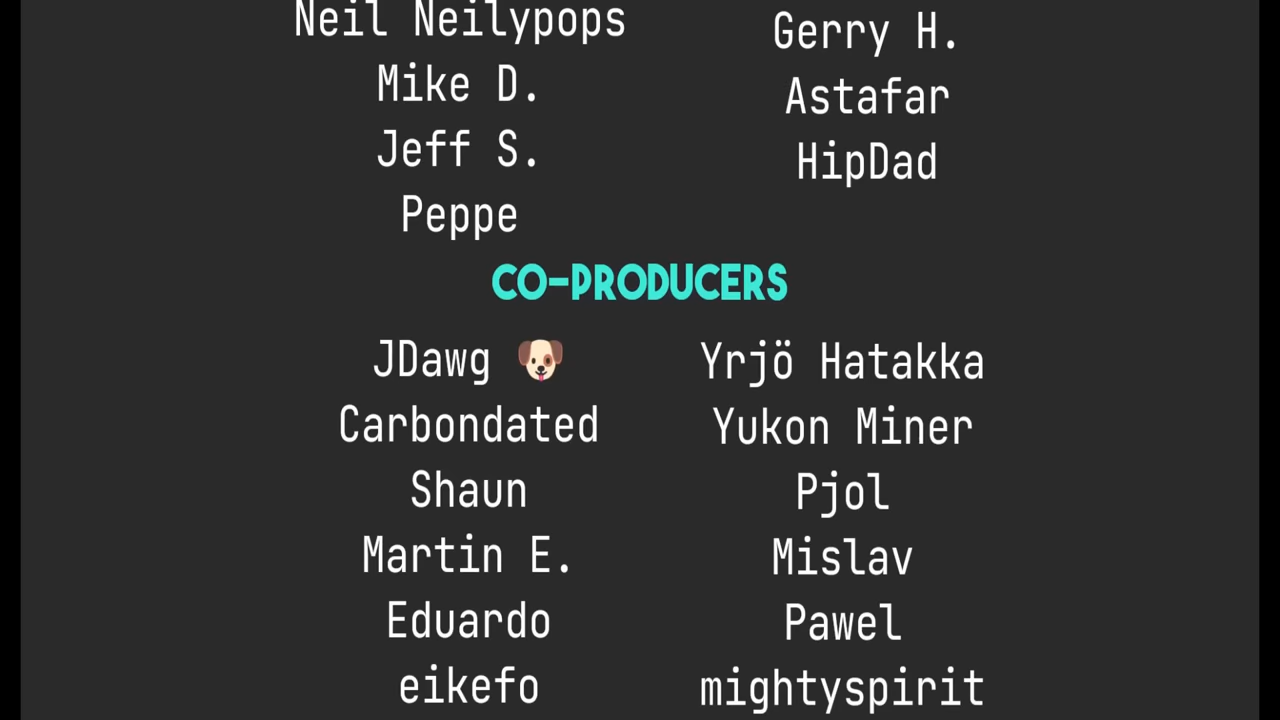 Neil Neilypops
Mike D.
Jeff S.
Peppe
Gerry H.
Astafar
HipDad
CO-PRODUCERS
JDawg 🐶
Carbondated
Shaun
Martin E.
Eduardo
eikefo
Yrjö Hatakka
Yukon Miner
Pjol
Mislav
Pawel
mightyspirit